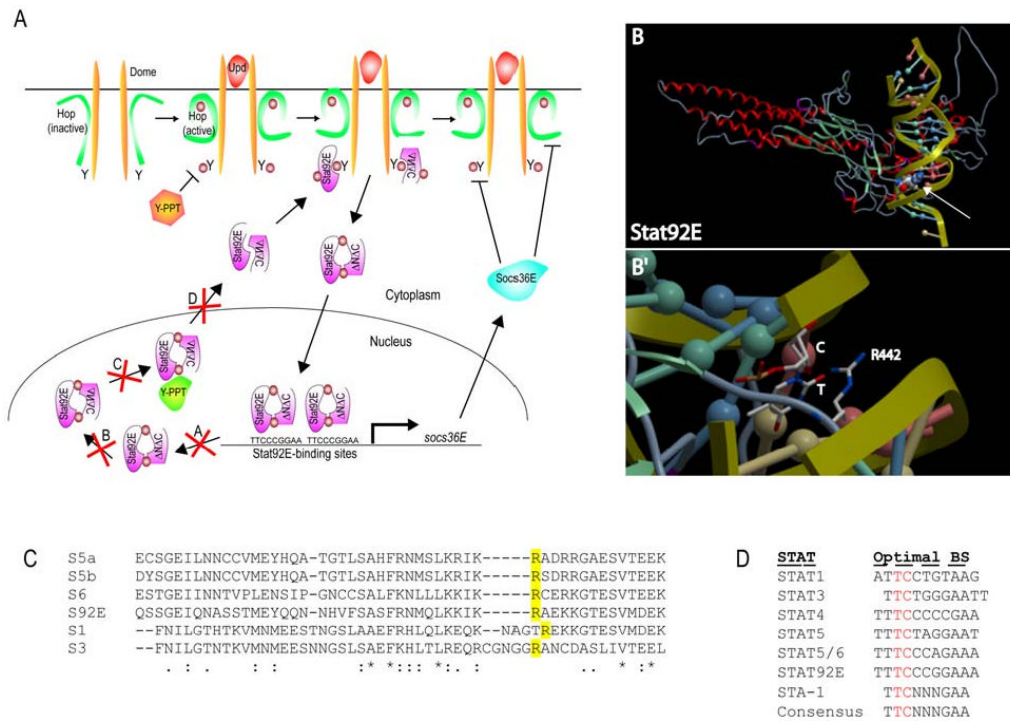 A
Upd
Dome
Hop
(inactive)
Hop
(active)
Y Y Y Y Y Y Y Y
Stat92E
ΔNΔC
Y-PPT
Stat92E
ΔNΔC
Stat92E
ΔNΔC
Socs36E
Cytoplasm
Nucleus
D
C
Stat92E
ΔNΔC
Y-PPT
Stat92E
ΔNΔC
B
A
Stat92E
ΔNΔC
Stat92E
ΔNΔC
Stat92E
ΔNΔC
TTCCCGGAA TTCCCGGAA
socs36E
Stat92E-binding sites
B
Stat92E
B'
C
R442
T
C
S5a ECSGEILNNCCVMEYHQA-TGTLSAHFRNMSLKRIK-----RADRRGAESVTEEK
S5b DYSGEILNNCCVMEYHQA-TGTLSAHFRNMSLKRIK-----RSDRRGAESVTEEK
S6 ESTGEIINNTVPLENSIP-GNCCSALFKNLLLKKIK-----RCERKGTESVTEEK
S92E QSSGEIQNASSTMEYQQN-NHVFSASFRNMQLKKIK-----RAEKKGTESVMDEK
S1 --FNILGTHTKVMNMEESTNGSLAAEFRHLQLKEQK--NAGTREKKGTESVMDEK
S3 --FNILGTNTKVMNMEESTNGSLSAEFKHLTLREQRCGNGGRANCDASLIVTEEL
. . : : :* *: : * : : .. * :*:
D
STAT Optimal BS
STAT1 ATTCCTGTAAG
STAT3 TTCTGGGAATT
STAT4 TTTCCCCCGAA
STAT5 TTTCTAGGAAT
STAT5/6 TTTCCCAGAAA
STAT92E TTTCCCGGAAA
STA-1 TTCNNNGAA
Consensus TTCNNNGAA